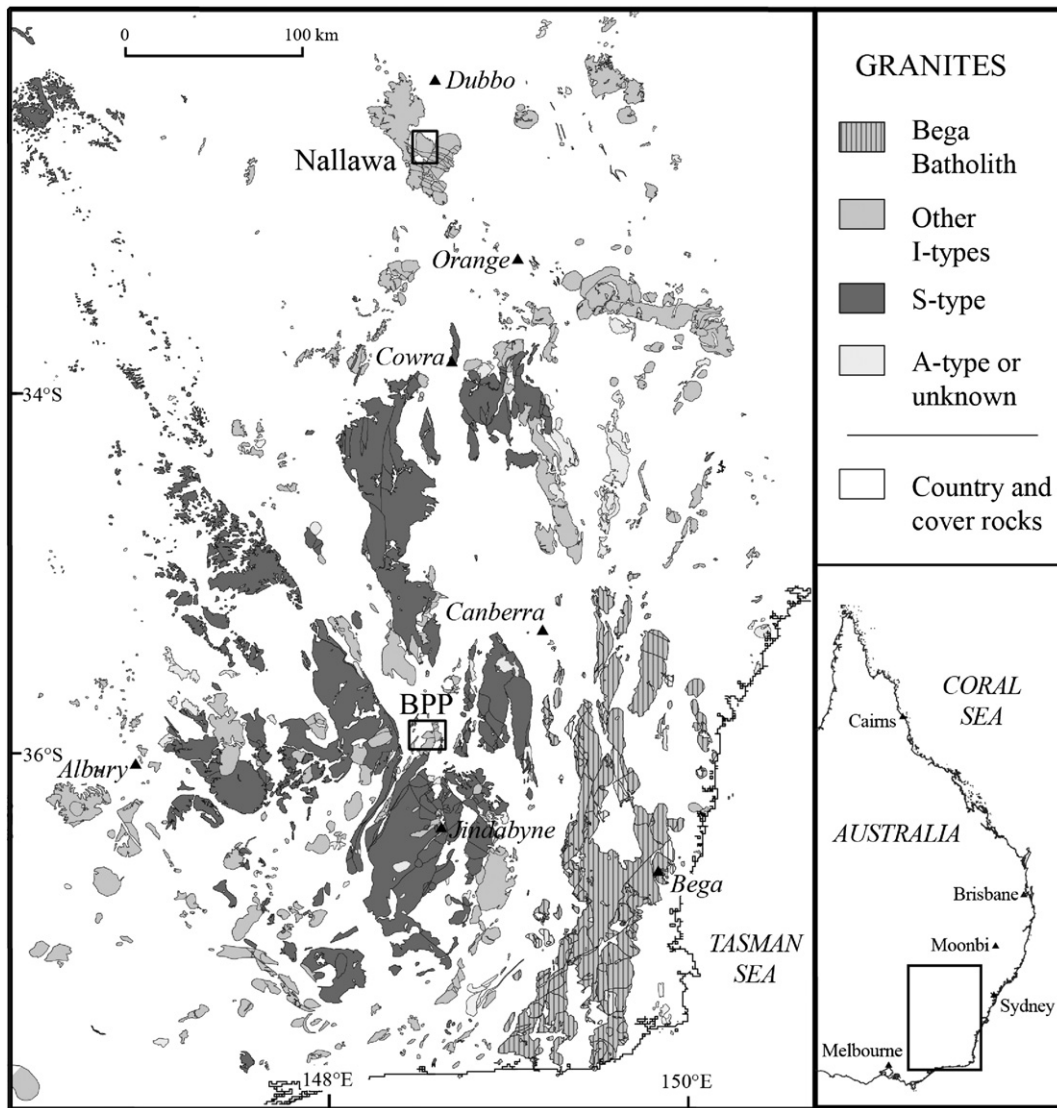 0 100 km
Dubbo
Nallawa
Orange
Cowra
34°S
Canberra
BPP
36°S
Albury
Jindabyne
Bega
TASMAN
SEA
148°E 150°E
GRANITES
Bega
Batholith
Other
I-types
S-type
A-type or
unknown
Country and
cover rocks
CORAL
SEA
Cairns
AUSTRALIA
Brisbane
Moonbi
Sydney
Melbourne